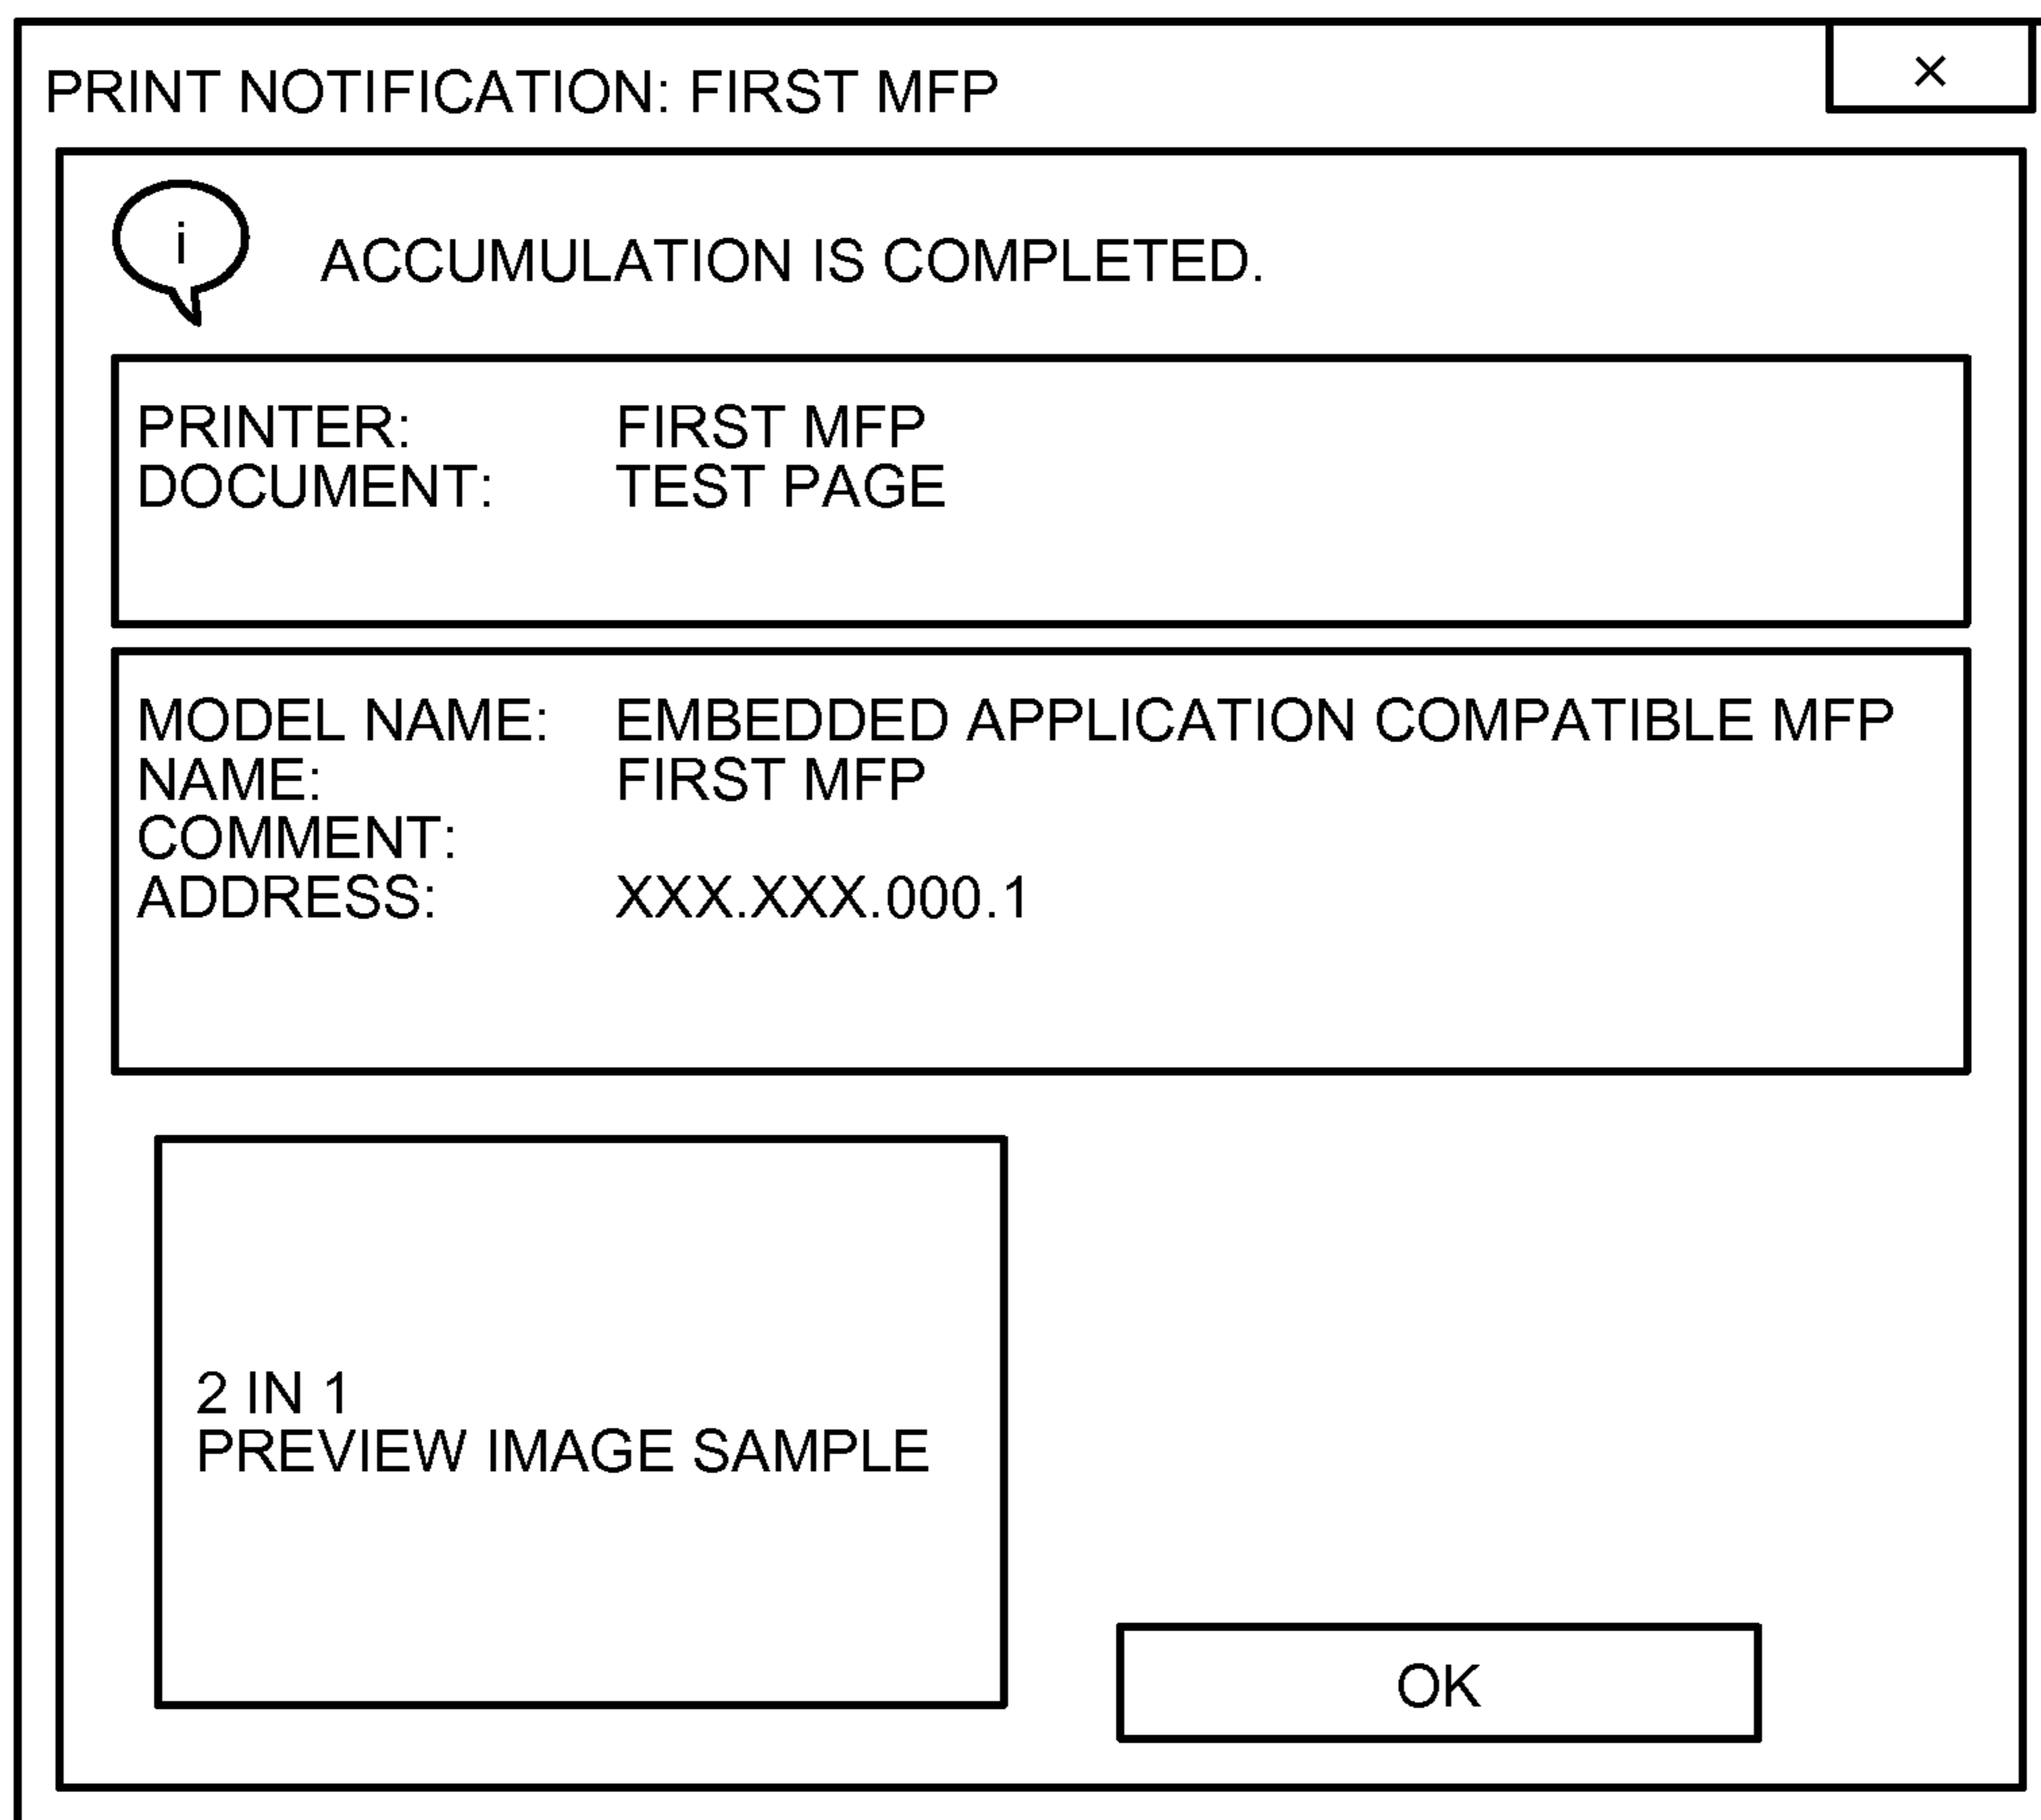 PRINT NOTIFICATION: FIRST MFP
×
i
ACCUMULATION IS COMPLETED.
PRINTER: FIRST MFP
DOCUMENT: TEST PAGE
MODEL NAME: EMBEDDED APPLICATION COMPATIBLE MFP
NAME: FIRST MFP
COMMENT:
ADDRESS: XXX.XXX.000.1
2 IN 1
PREVIEW IMAGE SAMPLE
OK